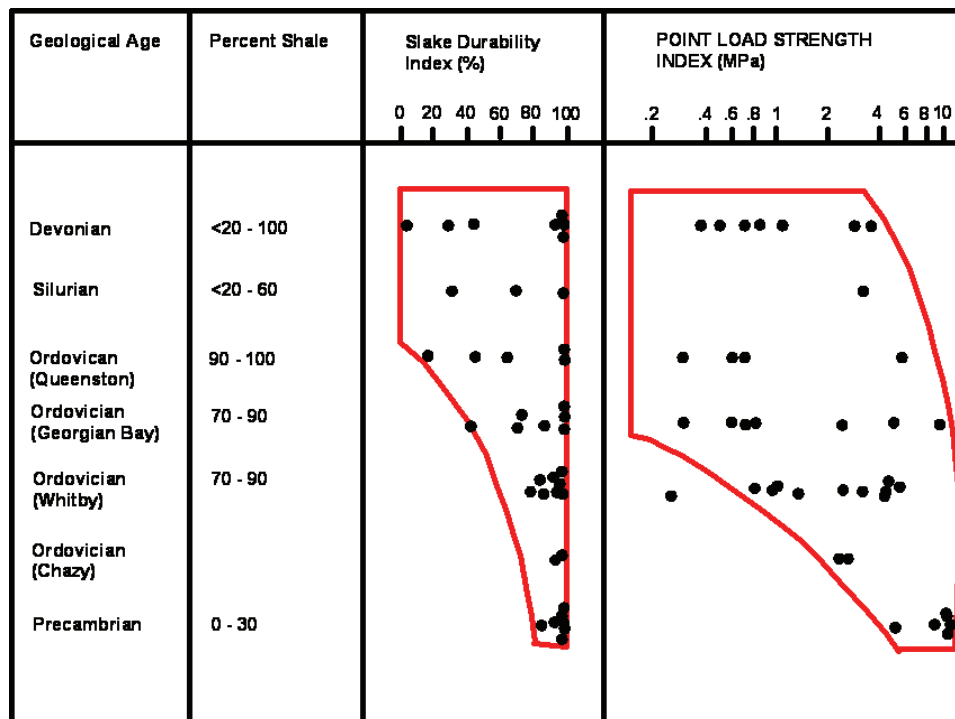 Geological Age
Percent Shale
Slake Durability
Index (%)
POINT LOAD STRENGTH
INDEX (MPa)
0 20 40 60 80 100
.2 .4 .6 .8 1 2 4 6 8 10
Devonian <20 - 100
Silurian <20 - 60
Ordovican 90 - 100
(Queenston)
Ordovician 70 - 90
(Georgian Bay)
Ordovician 70 - 90
(Whitby)
Ordovician
(Chazy)
Precambrian 0 - 30